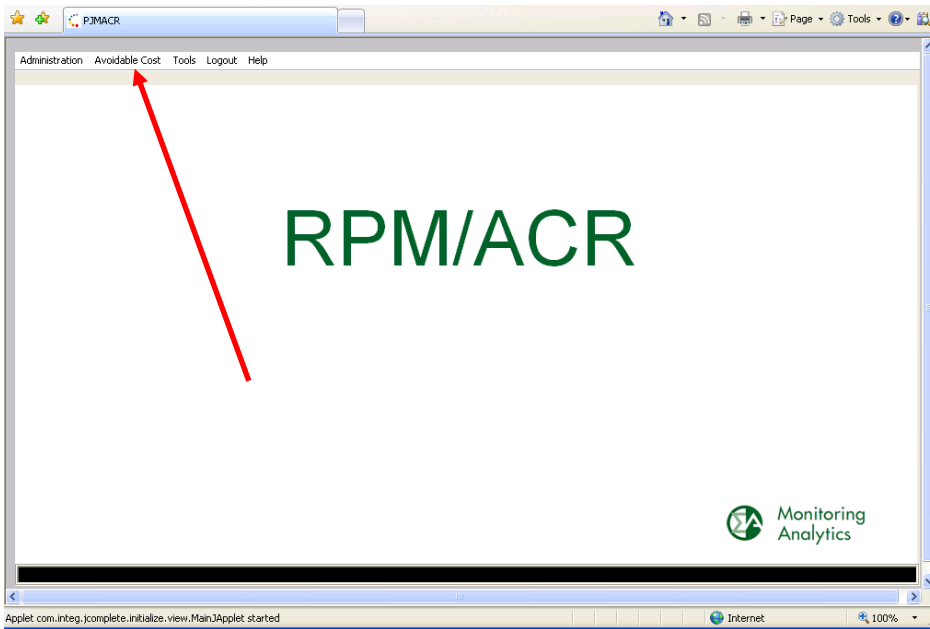 PJMACR
Page Tools
Administration Avoidable Cost Tools Logout Help
RPM/ACR
Monitoring
Analytics
Applet com.integ.jcomplete.initialize.view.MainJApplet started
Internet
100%